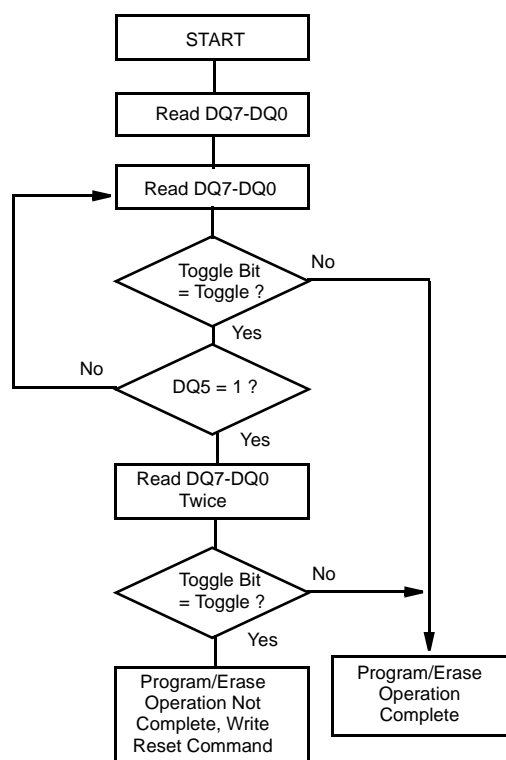 START
Read DQ7-DQ0
Read DQ7-DQ0
Toggle Bit
= Toggle ?
No
Yes
No
DQ5 = 1 ?
Yes
Read DQ7-DQ0
Twice
Toggle Bit
= Toggle ?
No
Yes
Program/Erase
Operation Not
Complete, Write
Reset Command
Program/Erase
Operation
Complete